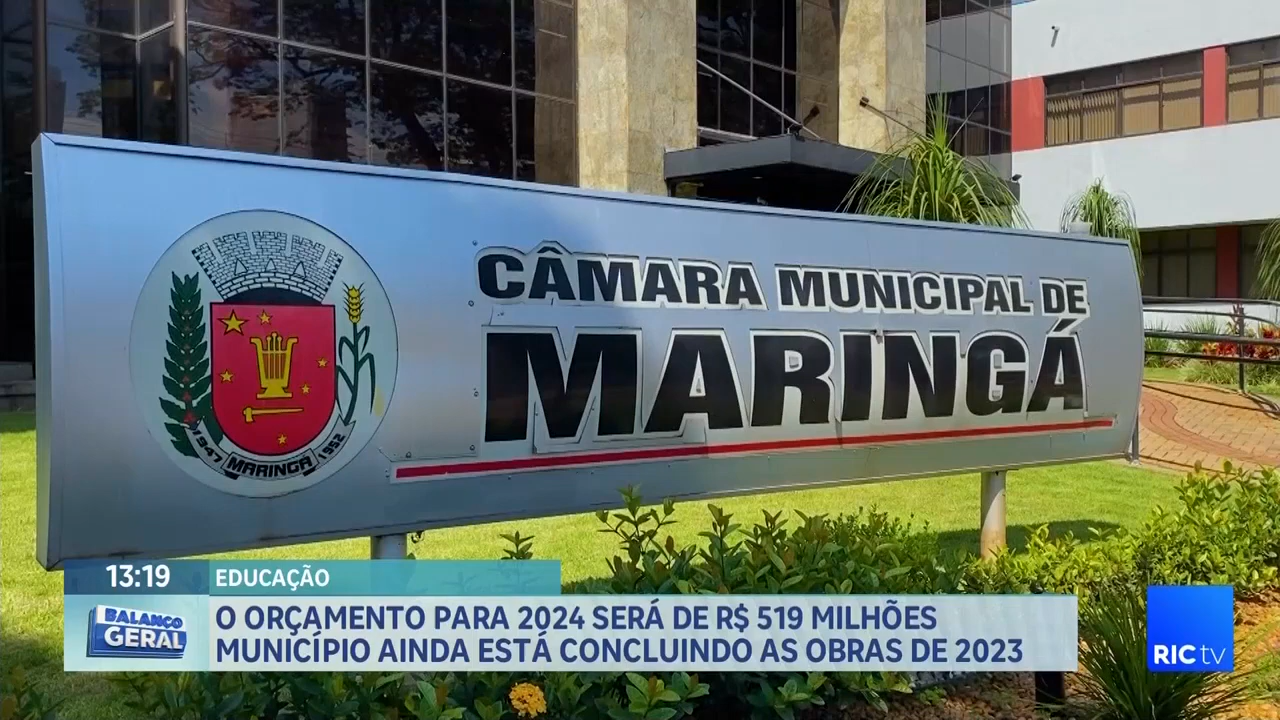 CÂMARA MUNICIPAL DE
MARINGÁ
1947 MARINGÁ 1952
13:19 EDUCAÇÃO
BALANÇO
GERAL
O ORÇAMENTO PARA 2024 SERÁ DE R$ 519 MILHÕES
MUNICÍPIO AINDA ESTÁ CONCLUINDO AS OBRAS DE 2023
RIC tv